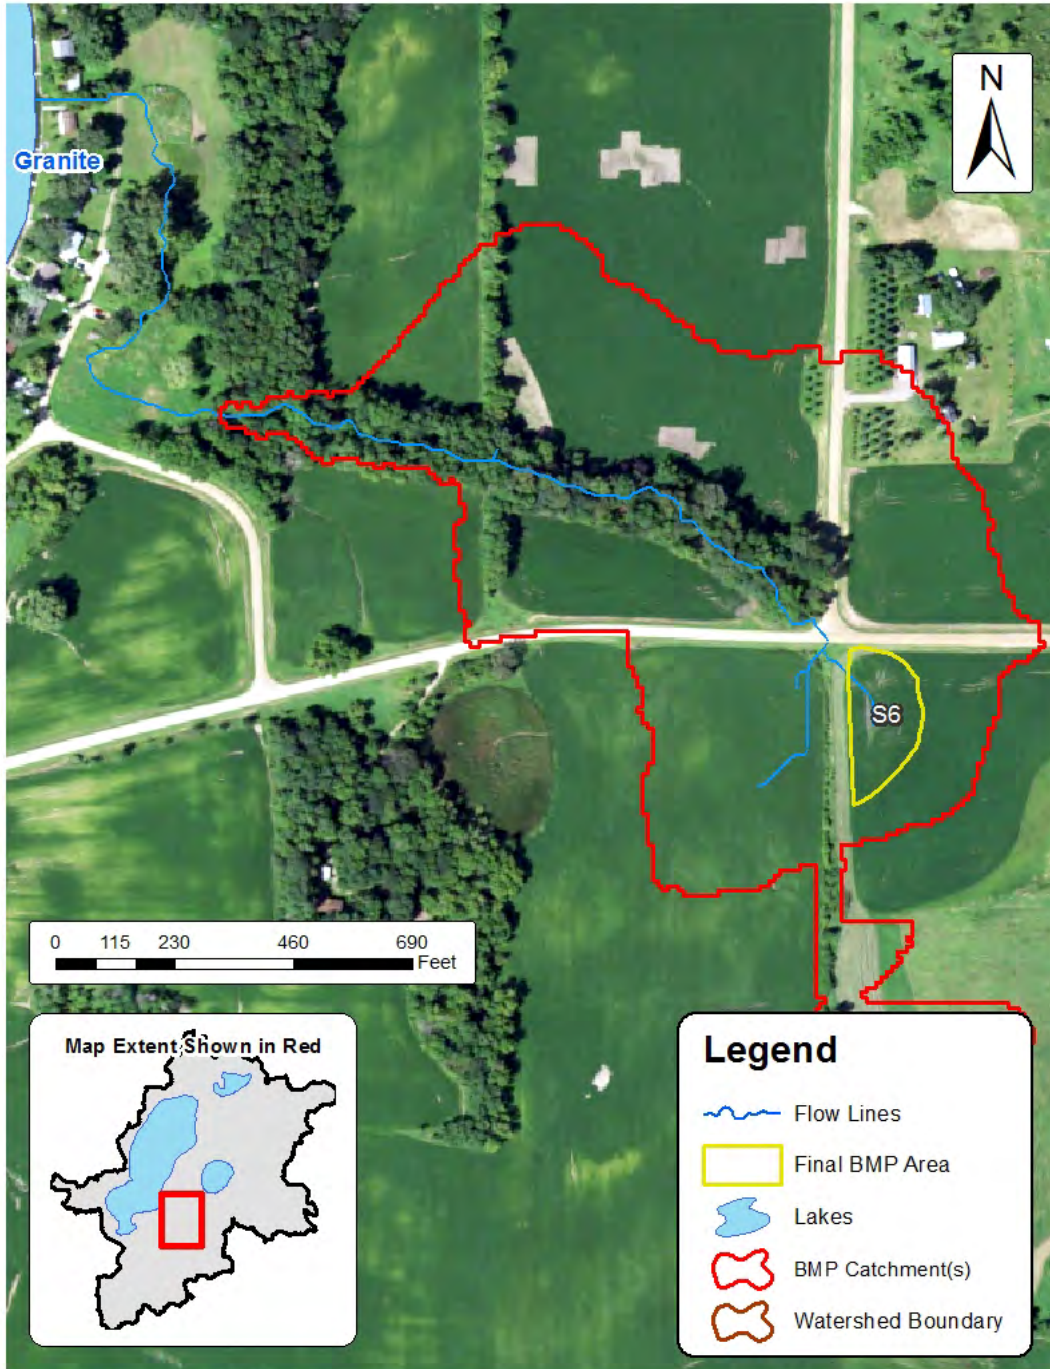 N
Granite
S6
0 115 230 460 690
Feet
Map Extent Shown in Red
Legend
Flow Lines
Final BMP Area
Lakes
BMP Catchment(s)
Watershed Boundary